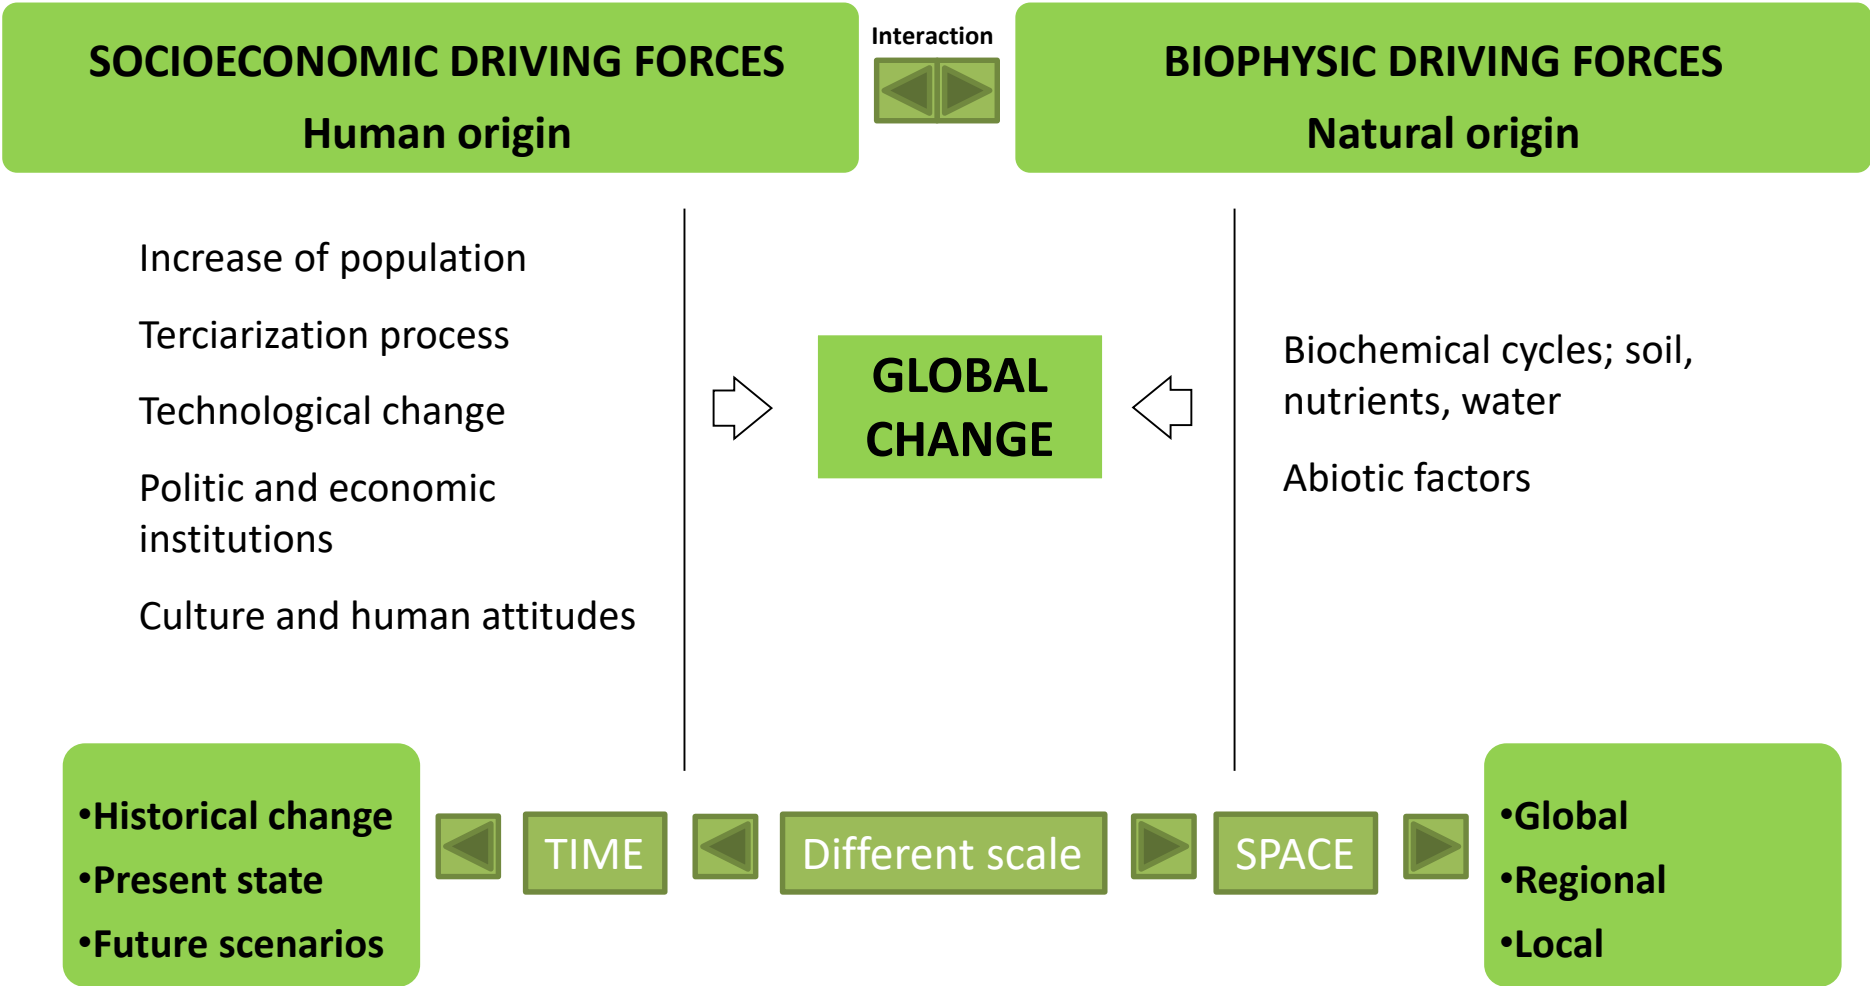 SOCIOECONOMIC DRIVING FORCES
Human origin
Interaction
BIOPHYSIC DRIVING FORCES
Natural origin
Increase of population
Terciarization process
Technological change
Politic and economic
institutions
Culture and human attitudes
GLOBAL
CHANGE
Biochemical cycles; soil,
nutrients, water
Abiotic factors
•Historical change
•Present state
•Future scenarios
TIME
Different scale
SPACE
•Global
•Regional
•Local